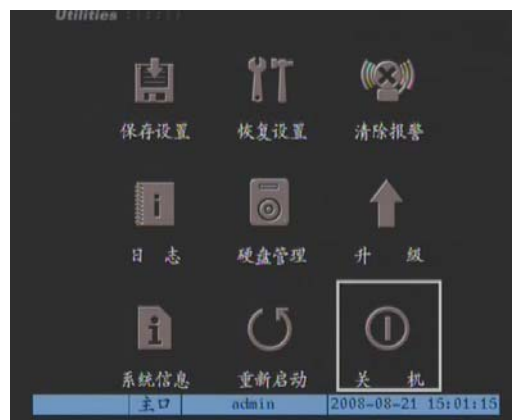 Utilities
保存设置 恢复设置 清除报警
日 志 硬盘管理 升 级
系统信息 重新启动 关 机
主口 admin 2008-08-21 15:01:15